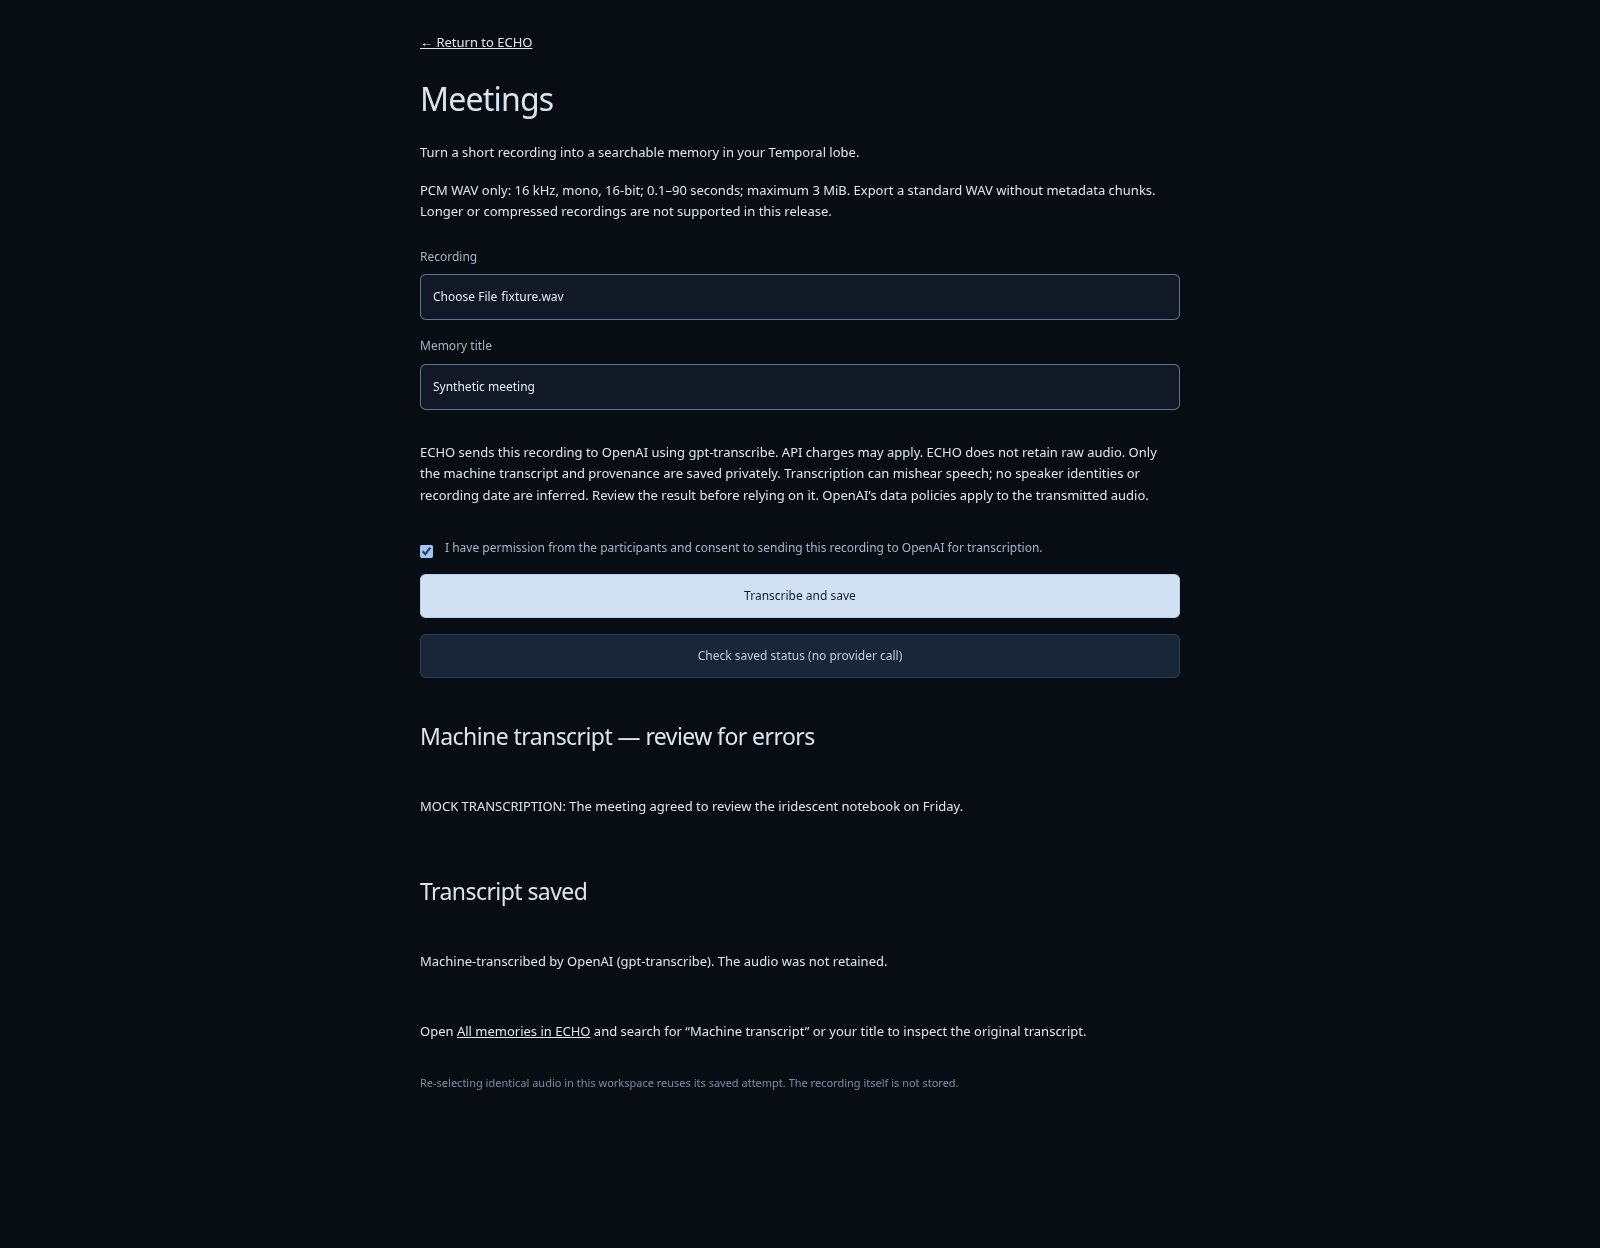 ← Return to ECHO
Meetings
Turn a short recording into a searchable memory in your Temporal lobe.
PCM WAV only: 16 kHz, mono, 16-bit; 0.1–90 seconds; maximum 3 MiB. Export a standard WAV without metadata chunks.
Longer or compressed recordings are not supported in this release.
Recording
Choose File fixture.wav
Memory title
Synthetic meeting
ECHO sends this recording to OpenAI using gpt-transcribe. API charges may apply. ECHO does not retain raw audio. Only
the machine transcript and provenance are saved privately. Transcription can mishear speech; no speaker identities or
recording date are inferred. Review the result before relying on it. OpenAI’s data policies apply to the transmitted audio.
I have permission from the participants and consent to sending this recording to OpenAI for transcription.
Transcribe and save
Check saved status (no provider call)
Machine transcript — review for errors
MOCK TRANSCRIPTION: The meeting agreed to review the iridescent notebook on Friday.
Transcript saved
Machine-transcribed by OpenAI (gpt-transcribe). The audio was not retained.
Open All memories in ECHO and search for “Machine transcript” or your title to inspect the original transcript.
Re-selecting identical audio in this workspace reuses its saved attempt. The recording itself is not stored.